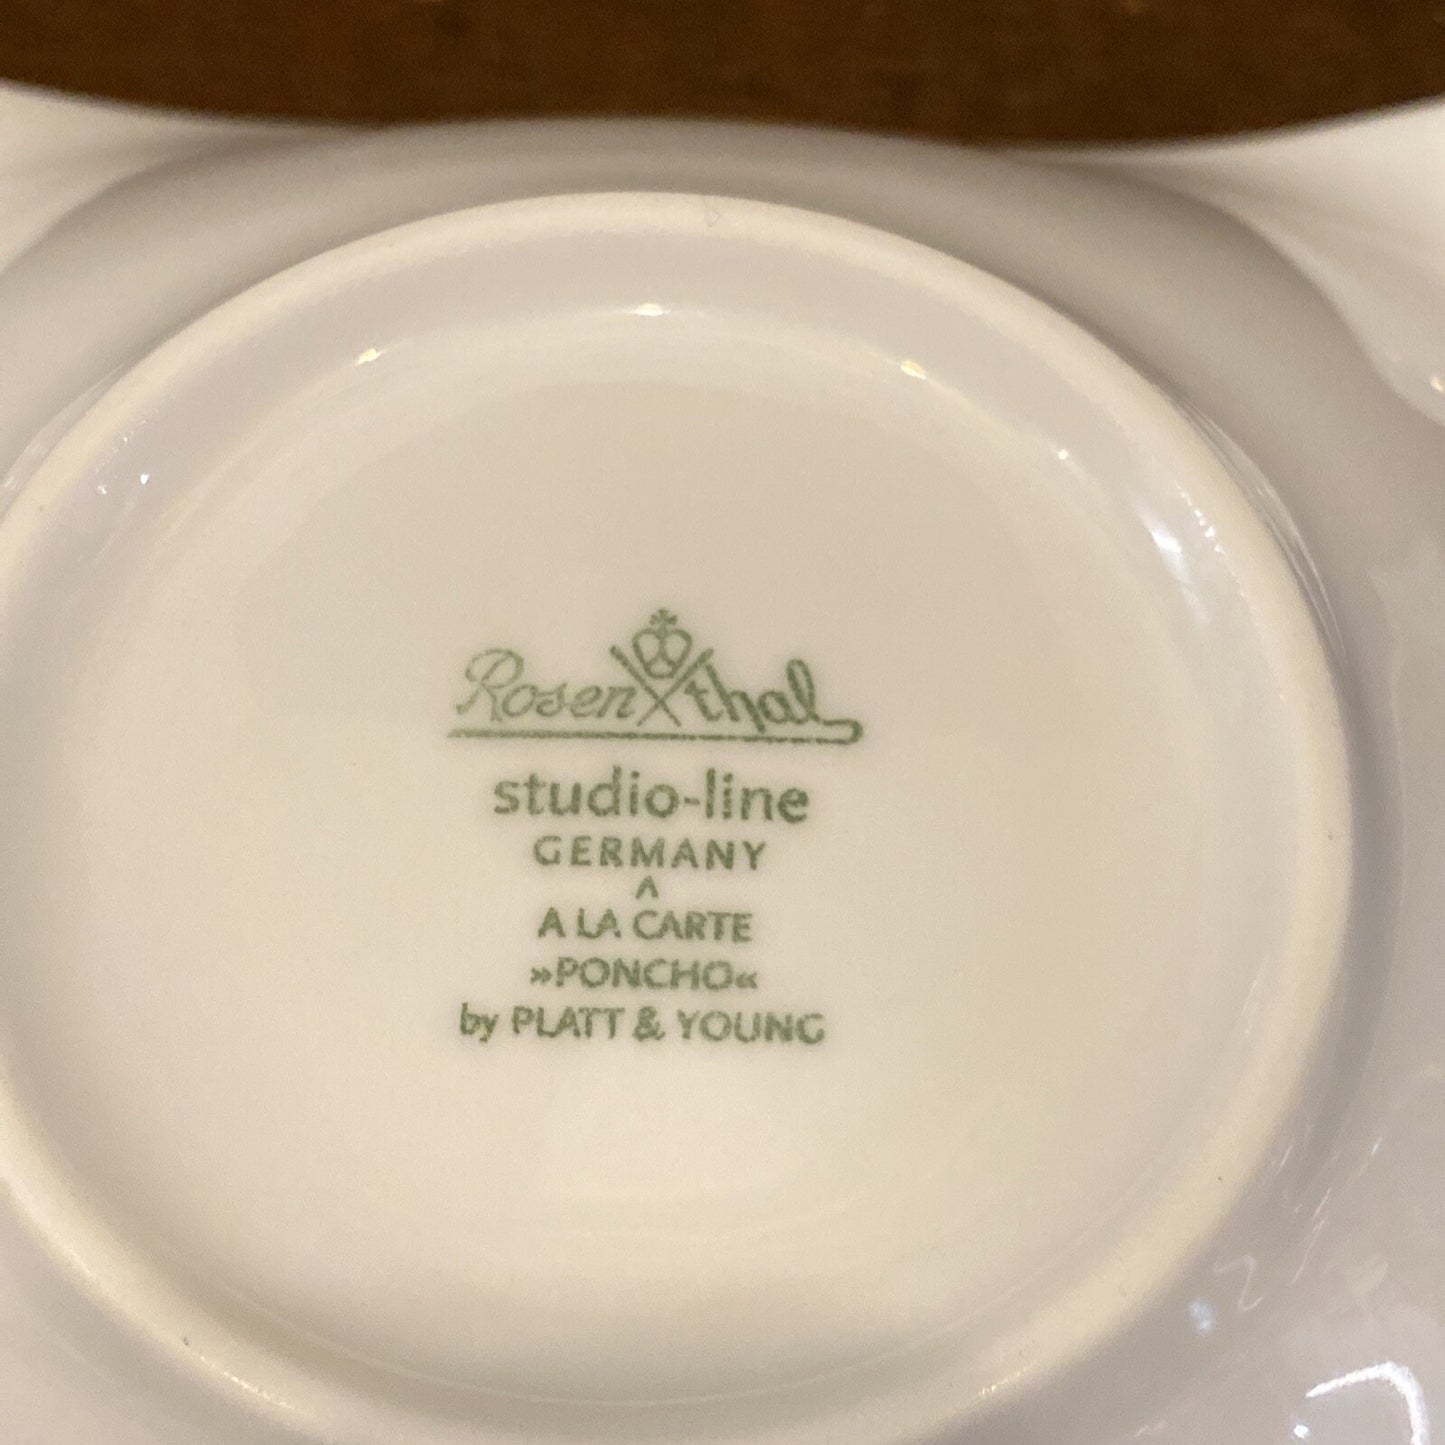 Rosenthal
studio-line
GERMANY
^
A LA CARTE
»PONCHO«
by PLATT & YOUNG